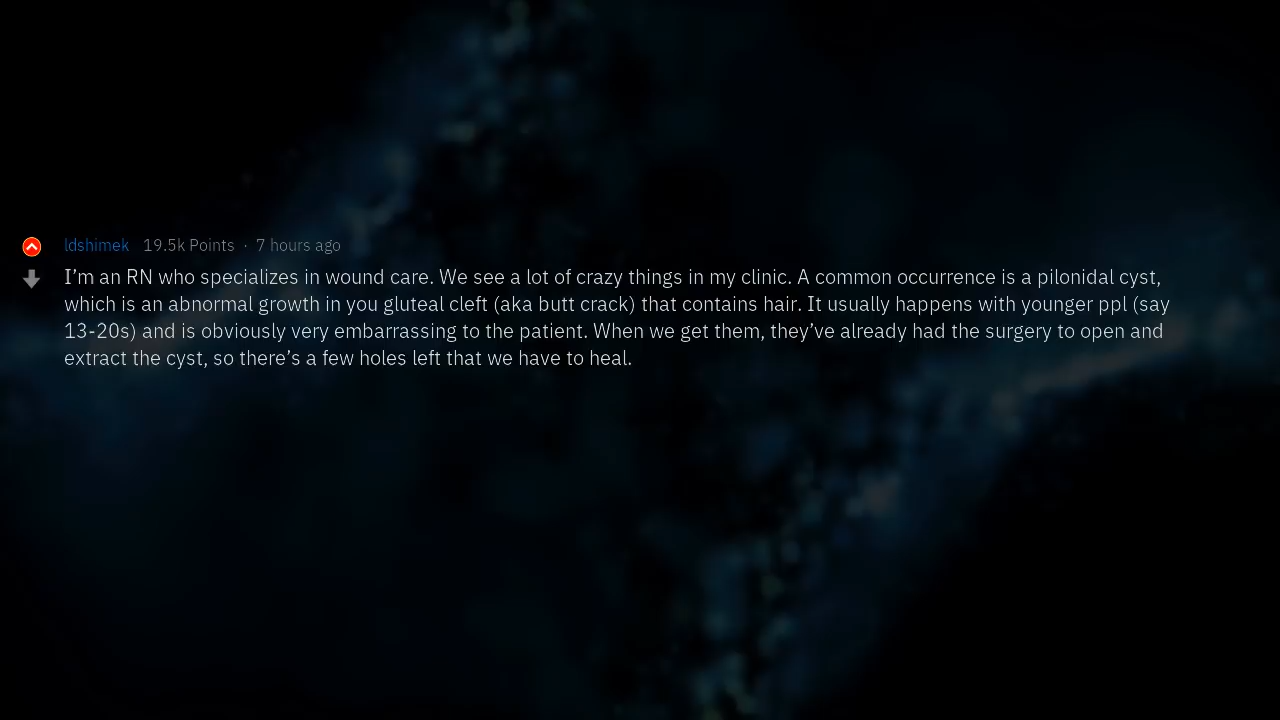 ldshimek 19.5k Points · 7 hours ago
I’m an RN who specializes in wound care. We see a lot of crazy things in my clinic. A common occurrence is a pilonidal cyst,
which is an abnormal growth in you gluteal cleft (aka butt crack) that contains hair. It usually happens with younger ppl (say
13-20s) and is obviously very embarrassing to the patient. When we get them, they’ve already had the surgery to open and
extract the cyst, so there’s a few holes left that we have to heal.